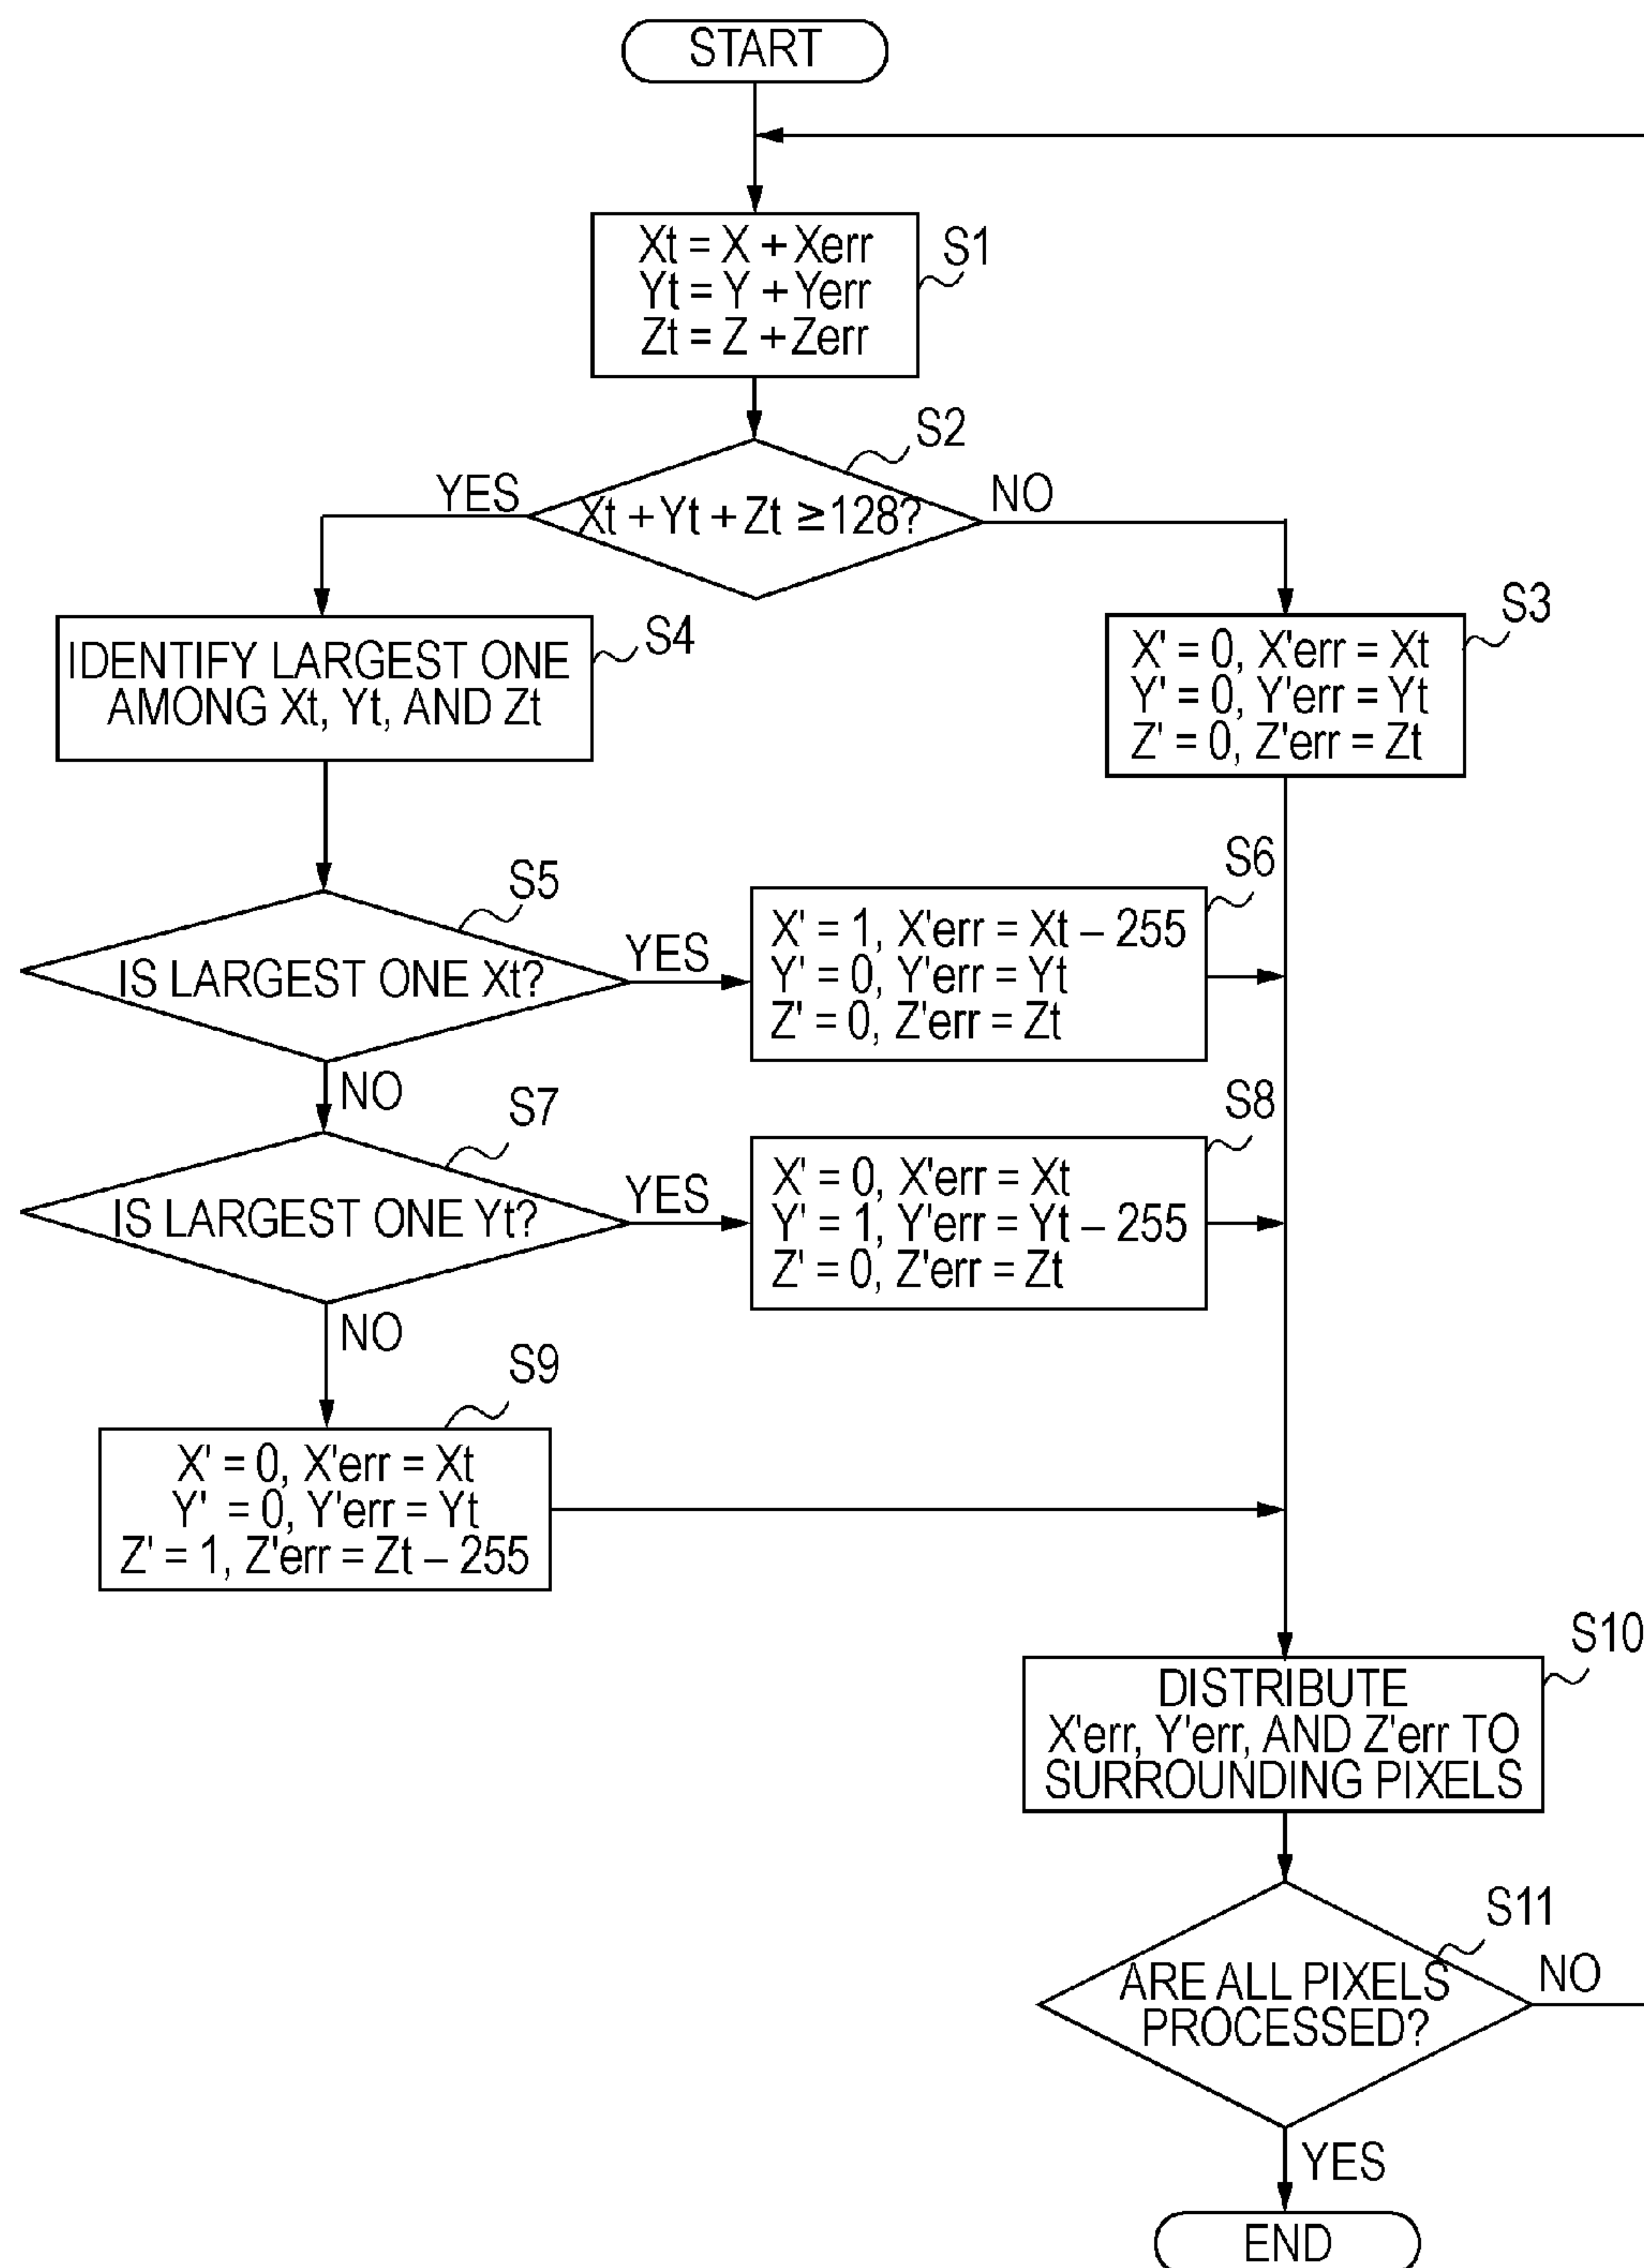 START
Xt = X + Xerr
Yt = Y + Yerr
Zt = Z + Zerr
S1
S2
YES
Xt + Yt + Zt ≥128?
NO
S4
IDENTIFY LARGEST ONE
AMONG Xt, Yt, AND Zt
S3
X' = 0, X'err = Xt
Y' = 0, Y'err = Yt
Z' = 0, Z'err = Zt
S5
IS LARGEST ONE Xt?
YES
S6
X' = 1, X'err = Xt – 255
Y' = 0, Y'err = Yt
Z' = 0, Z'err = Zt
NO
S7
IS LARGEST ONE Yt?
YES
S8
X' = 0, X'err = Xt
Y' = 1, Y'err = Yt – 255
Z' = 0, Z'err = Zt
NO
S9
X' = 0, X'err = Xt
Y' = 0, Y'err = Yt
Z' = 1, Z'err = Zt – 255
S10
DISTRIBUTE
X'err, Y'err, AND Z'err TO
SURROUNDING PIXELS
S11
ARE ALL PIXELS
PROCESSED?
NO
YES
END